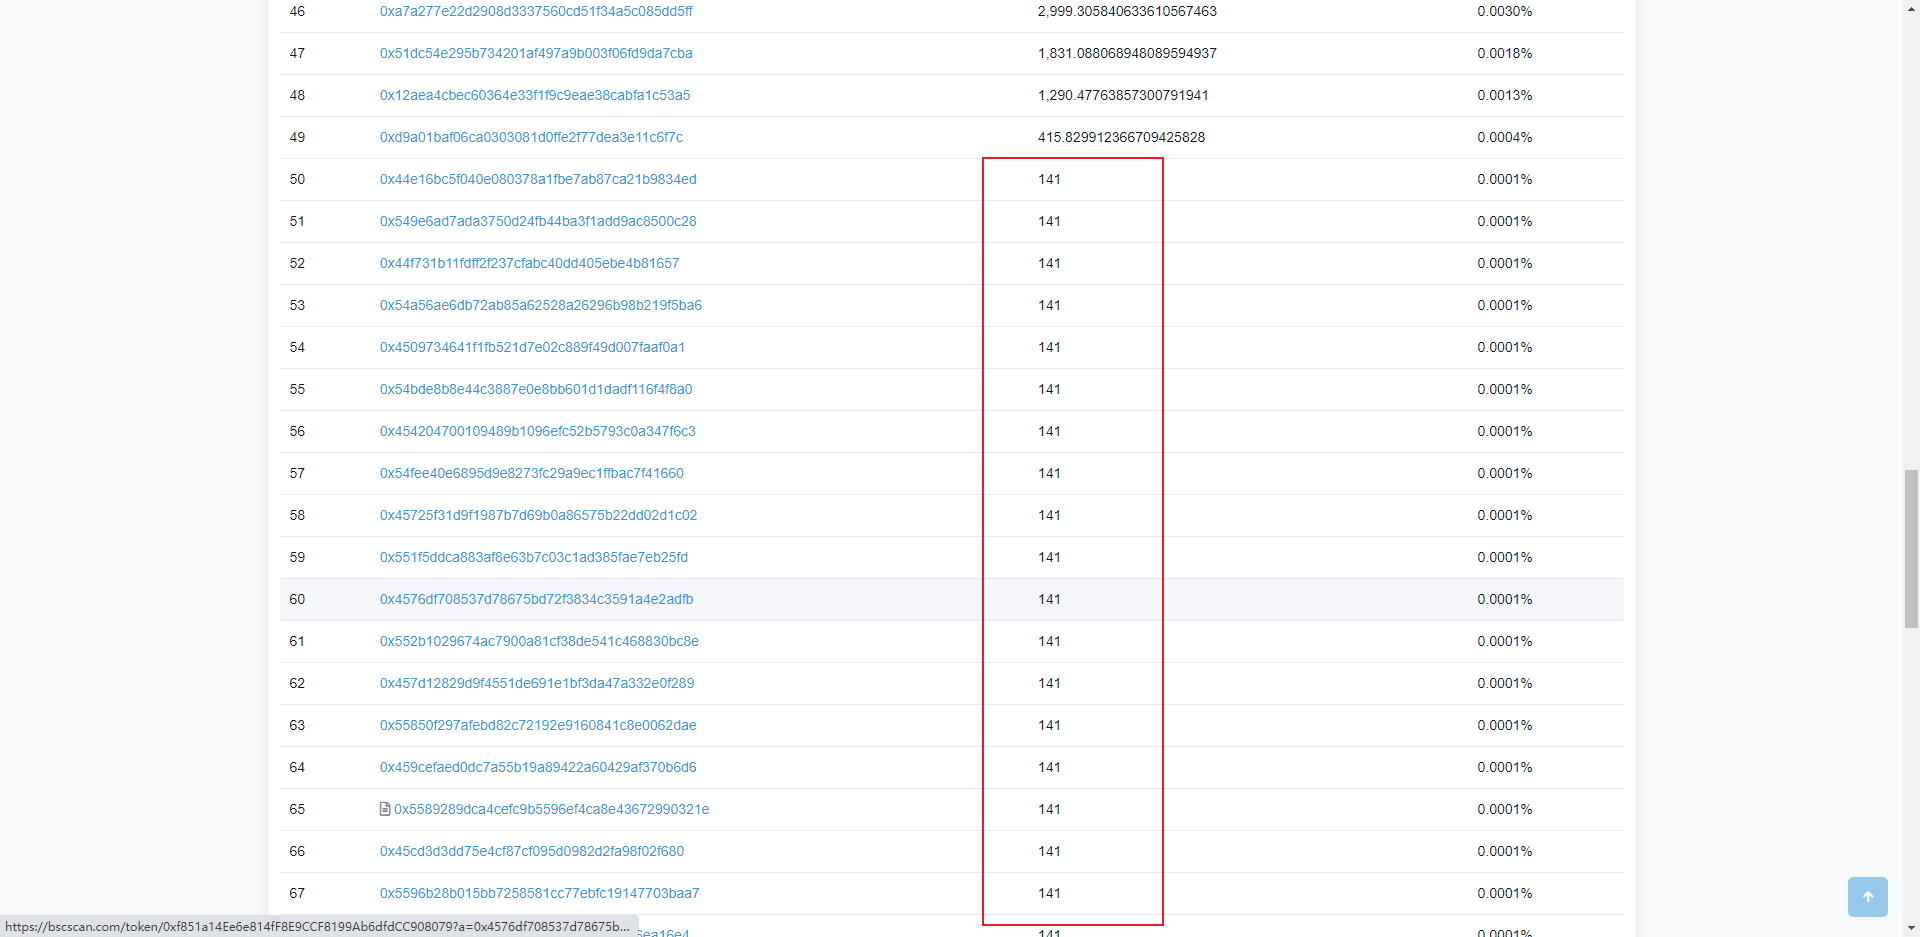 46 0xa7a277e22d2908d3337560cd51f34a5c085dd5ff 2,999.305840633610567463 0.0030%
47 0x51dc54e295b734201af497a9b003f06fd9da7cba 1,831.088068948089594937 0.0018%
48 0x12aea4cbec60364e33f1f9c9eae38cabfa1c53a5 1,290.47763857300791941 0.0013%
49 0xd9a01baf06ca0303081d0ffe2f77dea3e11c6f7c 415.829912366709425828 0.0004%
50 0x44e16bc5f040e080378a1fbe7ab87ca21b9834ed 141 0.0001%
51 0x549e6ad7ada3750d24fb44ba3f1add9ac8500c28 141 0.0001%
52 0x44f731b11fdff2f237cfabc40dd405ebe4b81657 141 0.0001%
53 0x54a56ae6db72ab85a62528a26296b98b219f5ba6 141 0.0001%
54 0x4509734641f1fb521d7e02c889f49d007faaf0a1 141 0.0001%
55 0x54bde8b8e44c3887e0e8bb601d1dadf116f4f8a0 141 0.0001%
56 0x454204700109489b1096efc52b5793c0a347f6c3 141 0.0001%
57 0x54fee40e6895d9e8273fc29a9ec1ffbac7f41660 141 0.0001%
58 0x45725f31d9f1987b7d69b0a86575b22dd02d1c02 141 0.0001%
59 0x551f5ddca883af8e63b7c03c1ad385fae7eb25fd 141 0.0001%
60 0x4576df708537d78675bd72f3834c3591a4e2adfb 141 0.0001%
61 0x552b1029674ac7900a81cf38de541c468830bc8e 141 0.0001%
62 0x457d12829d9f4551de691e1bf3da47a332e0f289 141 0.0001%
63 0x55850f297afebd82c72192e9160841c8e0062dae 141 0.0001%
64 0x459cefaed0dc7a55b19a89422a60429af370b6d6 141 0.0001%
65 0x5589289dca4cefc9b5596ef4ca8e43672990321e 141 0.0001%
66 0x45cd3d3dd75e4cf87cf095d0982d2fa98f02f680 141 0.0001%
67 0x5596b28b015bb7258581cc77ebfc19147703baa7 141 0.0001%
https://bscscan.com/token/0xf851a14Ee6e814fF8E9CCF8199Ab6dfdCC908079?a=0x4576df708537d78675b...
141 0.0001%